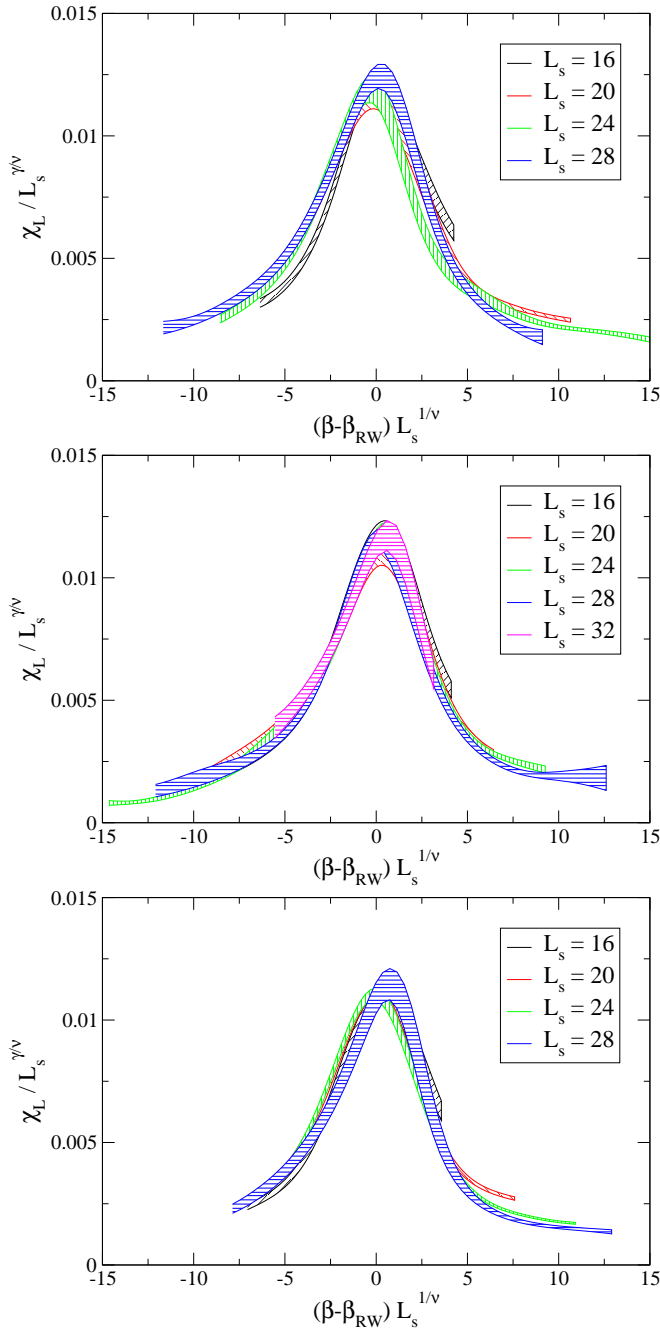 0.015
0.01
0.005
0
χ_L / L_s^{γ/ν}
L_s = 16
L_s = 20
L_s = 24
L_s = 28
-15 -10 -5 0 5 10 15
(β-β_RW) L_s^{1/ν}
0.015
0.01
0.005
0
χ_L / L_s^{γ/ν}
L_s = 16
L_s = 20
L_s = 24
L_s = 28
L_s = 32
-15 -10 -5 0 5 10 15
(β-β_RW) L_s^{1/ν}
0.015
0.01
0.005
0
χ_L / L_s^{γ/ν}
L_s = 16
L_s = 20
L_s = 24
L_s = 28
-15 -10 -5 0 5 10 15
(β-β_RW) L_s^{1/ν}